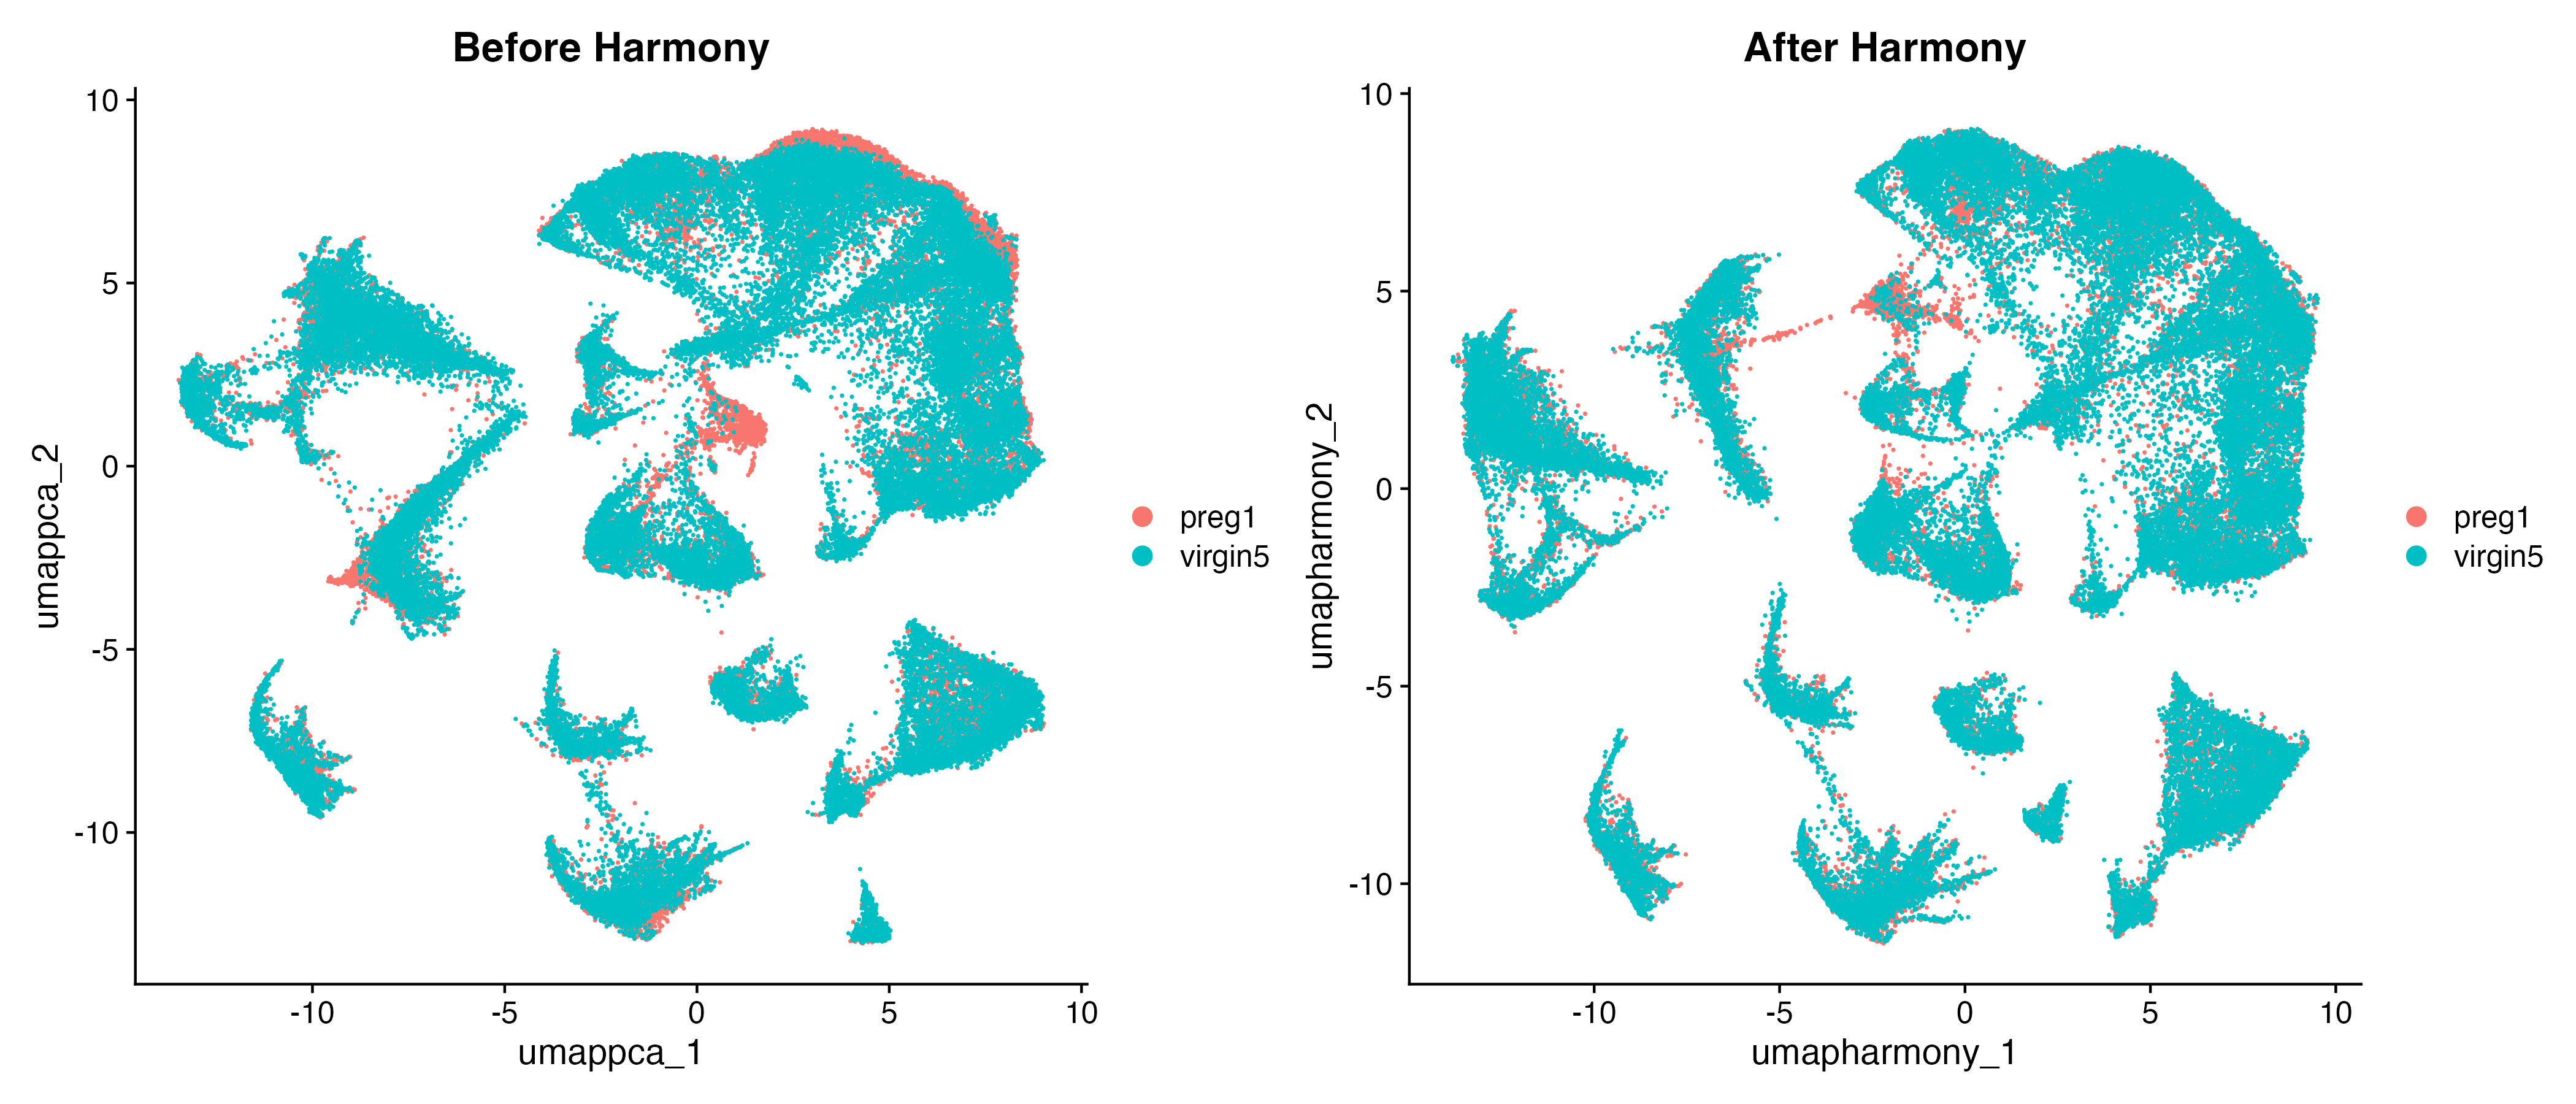 Before Harmony
10
5
0
-5
-10
umappca_2
-10 -5 0 5 10
umappca_1
preg1
virgin5
After Harmony
10
5
0
-5
-10
umapharmony_2
-10 -5 0 5 10
umapharmony_1
preg1
virgin5